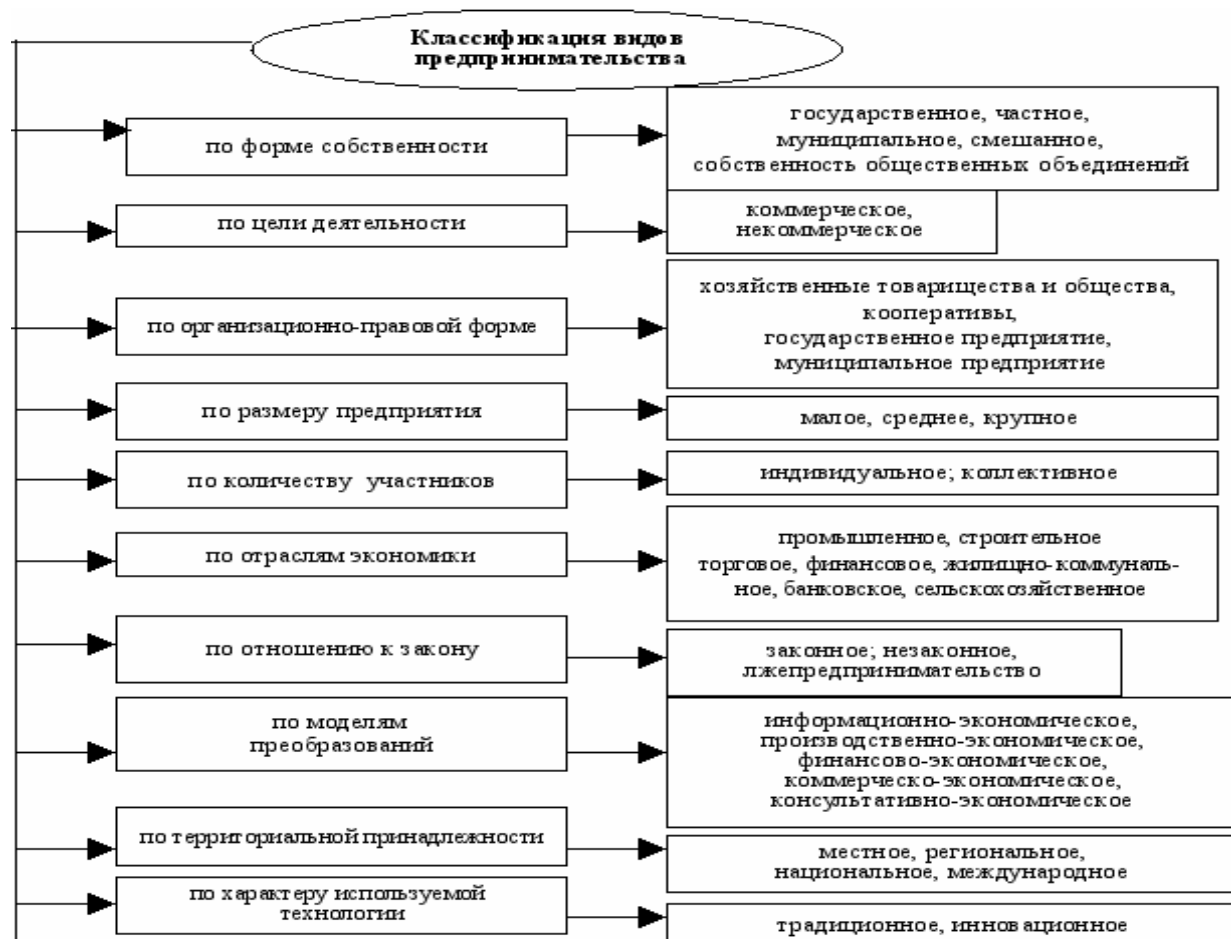 Классификация видов
предпринимательства
по форме собственности
государственное, частное,
муниципальное, смешанное,
собственность общественных объединений
по цели деятельности
коммерческое,
некоммерческое
по организационно-правовой форме
хозяйственные товарищества и общества,
кооперативы,
государственное предприятие,
муниципальное предприятие
по размеру предприятия
малое, среднее, крупное
по количеству участников
индивидуальное; коллективное
по отраслям экономики
промышленное, строительное
торговое, финансовое, жилищно-коммуналь-
ное, банковское, сельскохозяйственное
по отношению к закону
законное; незаконное,
лжепредпринимательство
по моделям
преобразований
информационно-экономическое,
производственно-экономическое,
финансово-экономическое,
коммерческо-экономическое,
консультативно-экономическое
по территориальной принадлежности
местное, региональное,
национальное, международное
по характеру используемой
технологии
традиционное, инновационное